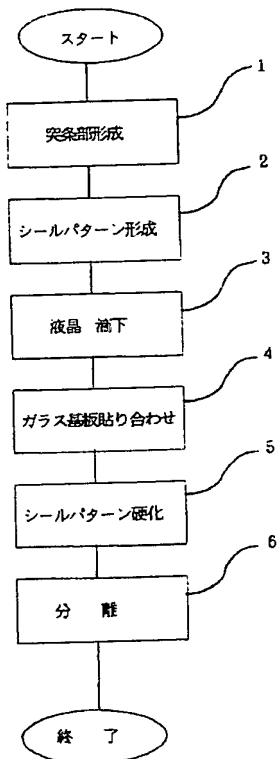 スタート
1
突条部形成
2
シールパターン形成
3
液晶 滴下
4
ガラス基板貼り合わせ
5
シールパターン硬化
6
分 離
終 了